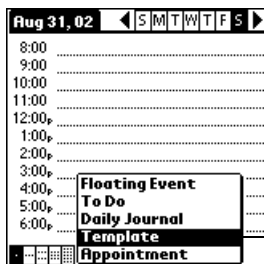 Aug 31, 02 S M T W T F S
8:00
9:00
10:00
11:00
12:00P
1:00P
2:00P
3:00P
4:00P
5:00P
6:00P
Floating Event
To Do
Daily Journal
Template
Appointment